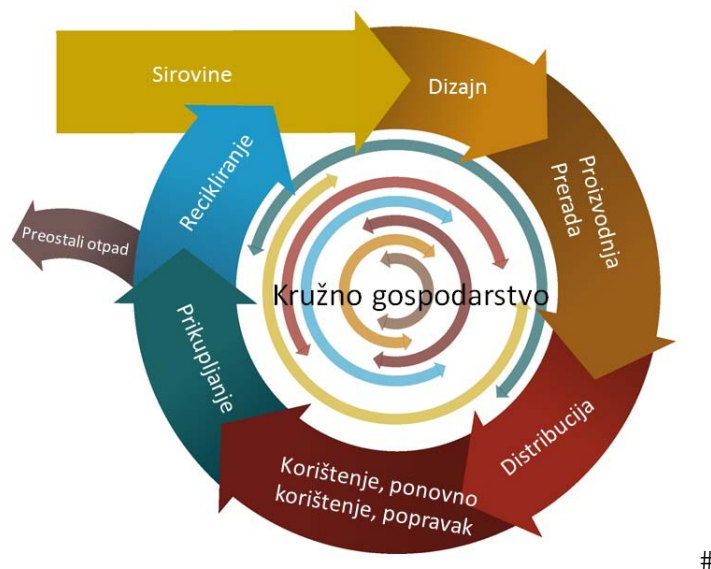 Sirovine
Dizajn
Proizvodnja
Prerada
Distribucija
Korištenje, ponovno
korištenje, popravak
Prikupljanje
Recikliranje
Preostali otpad
Kružno gospodarstvo
#